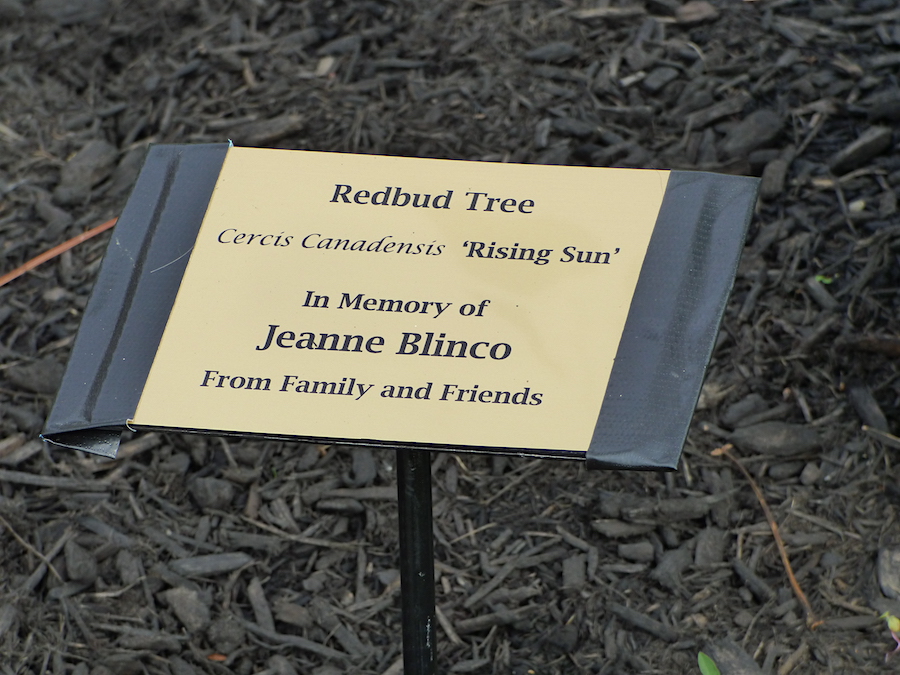 Redbud Tree
Cercis Canadensis ‘Rising Sun’
In Memory of
Jeanne Blinco
From Family and Friends